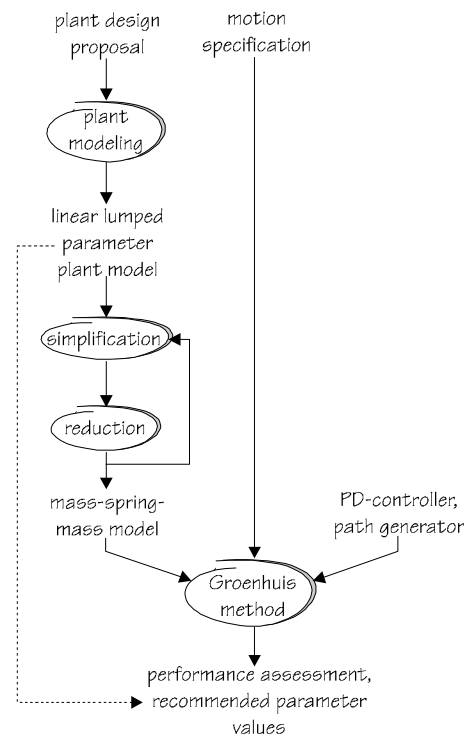 plant design
proposal
motion
specification
plant
modeling
linear lumped
parameter
plant model
simplification
reduction
mass-spring-
mass model
PD-controller,
path generator
Groenhuis
method
performance assessment,
recommended parameter
values